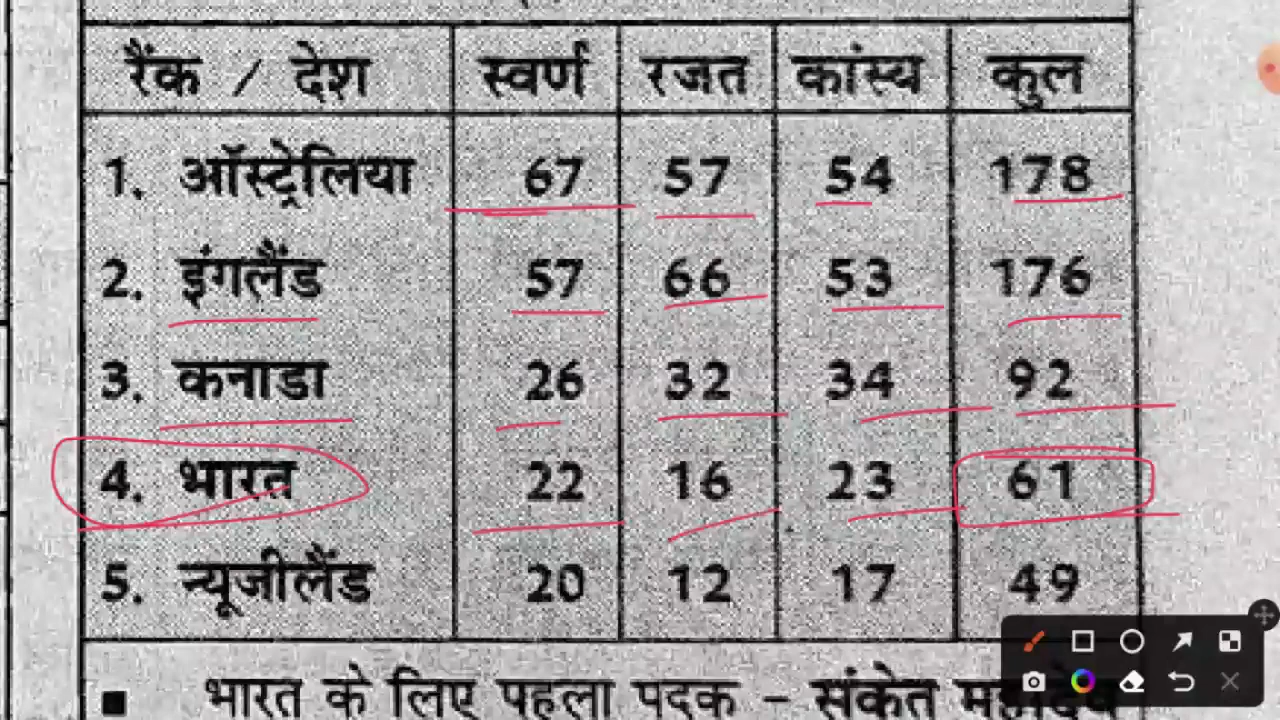 रैंक / देश स्वर्ण रजत कांस्य कुल
1. ऑस्ट्रेलिया 67 57 54 178
2. इंगलैंड 57 66 53 176
3. कनाडा 26 32 34 92
4. भारत 22 16 23 61
5. न्यूजीलैंड 20 12 17 49
■ भारत के लिए पहला पदक – संकेत